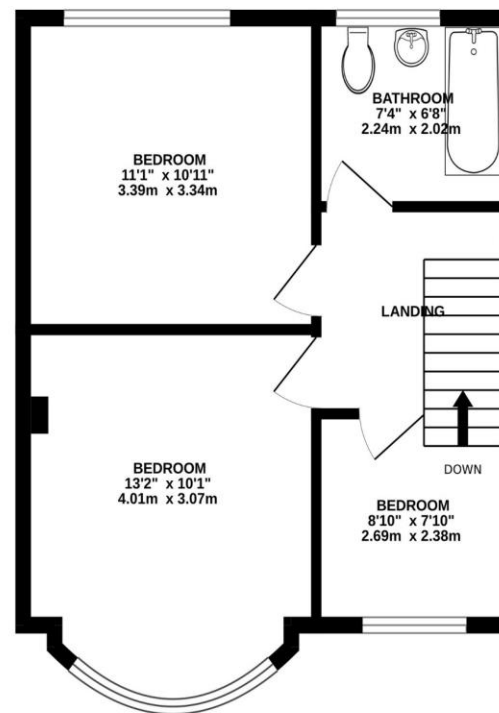 BATHROOM
7'4" x 6'8"
2.24m x 2.02m
BEDROOM
11'1" x 10'11"
3.39m x 3.34m
LANDING
BEDROOM
13'2" x 10'1"
4.01m x 3.07m
DOWN
BEDROOM
8'10" x 7'10"
2.69m x 2.38m